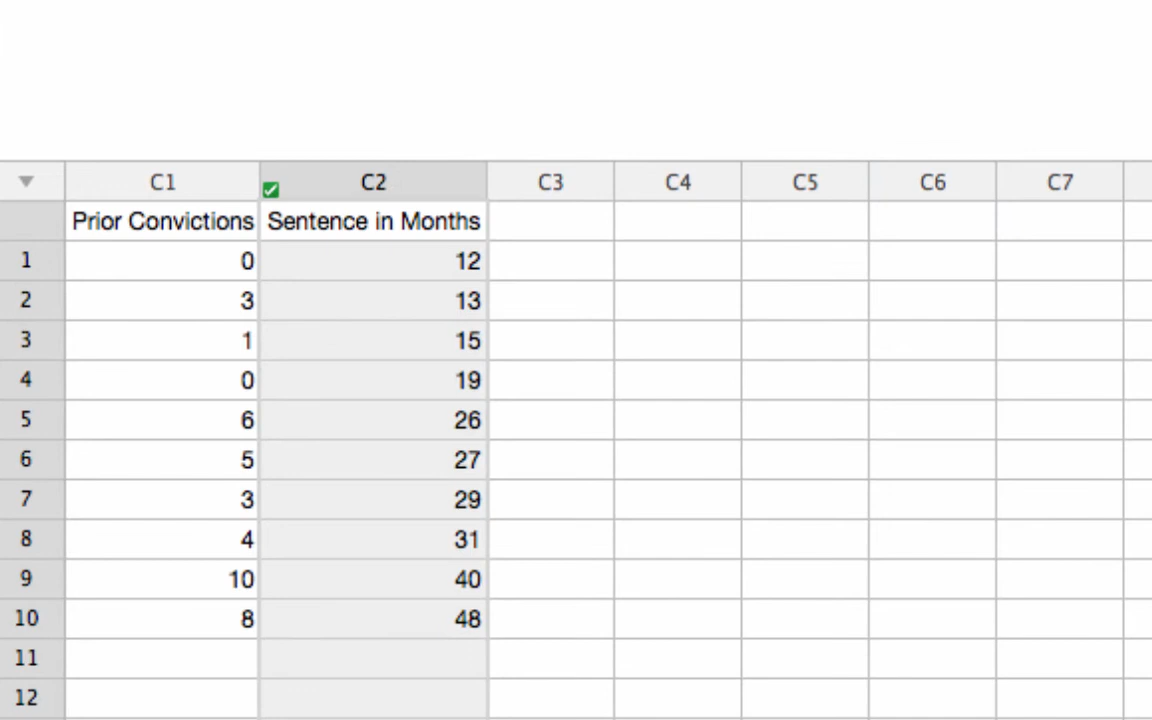 C1 C2 C3 C4 C5 C6 C7
Prior Convictions Sentence in Months
1 0 12
2 3 13
3 1 15
4 0 19
5 6 26
6 5 27
7 3 29
8 4 31
9 10 40
10 8 48
11
12